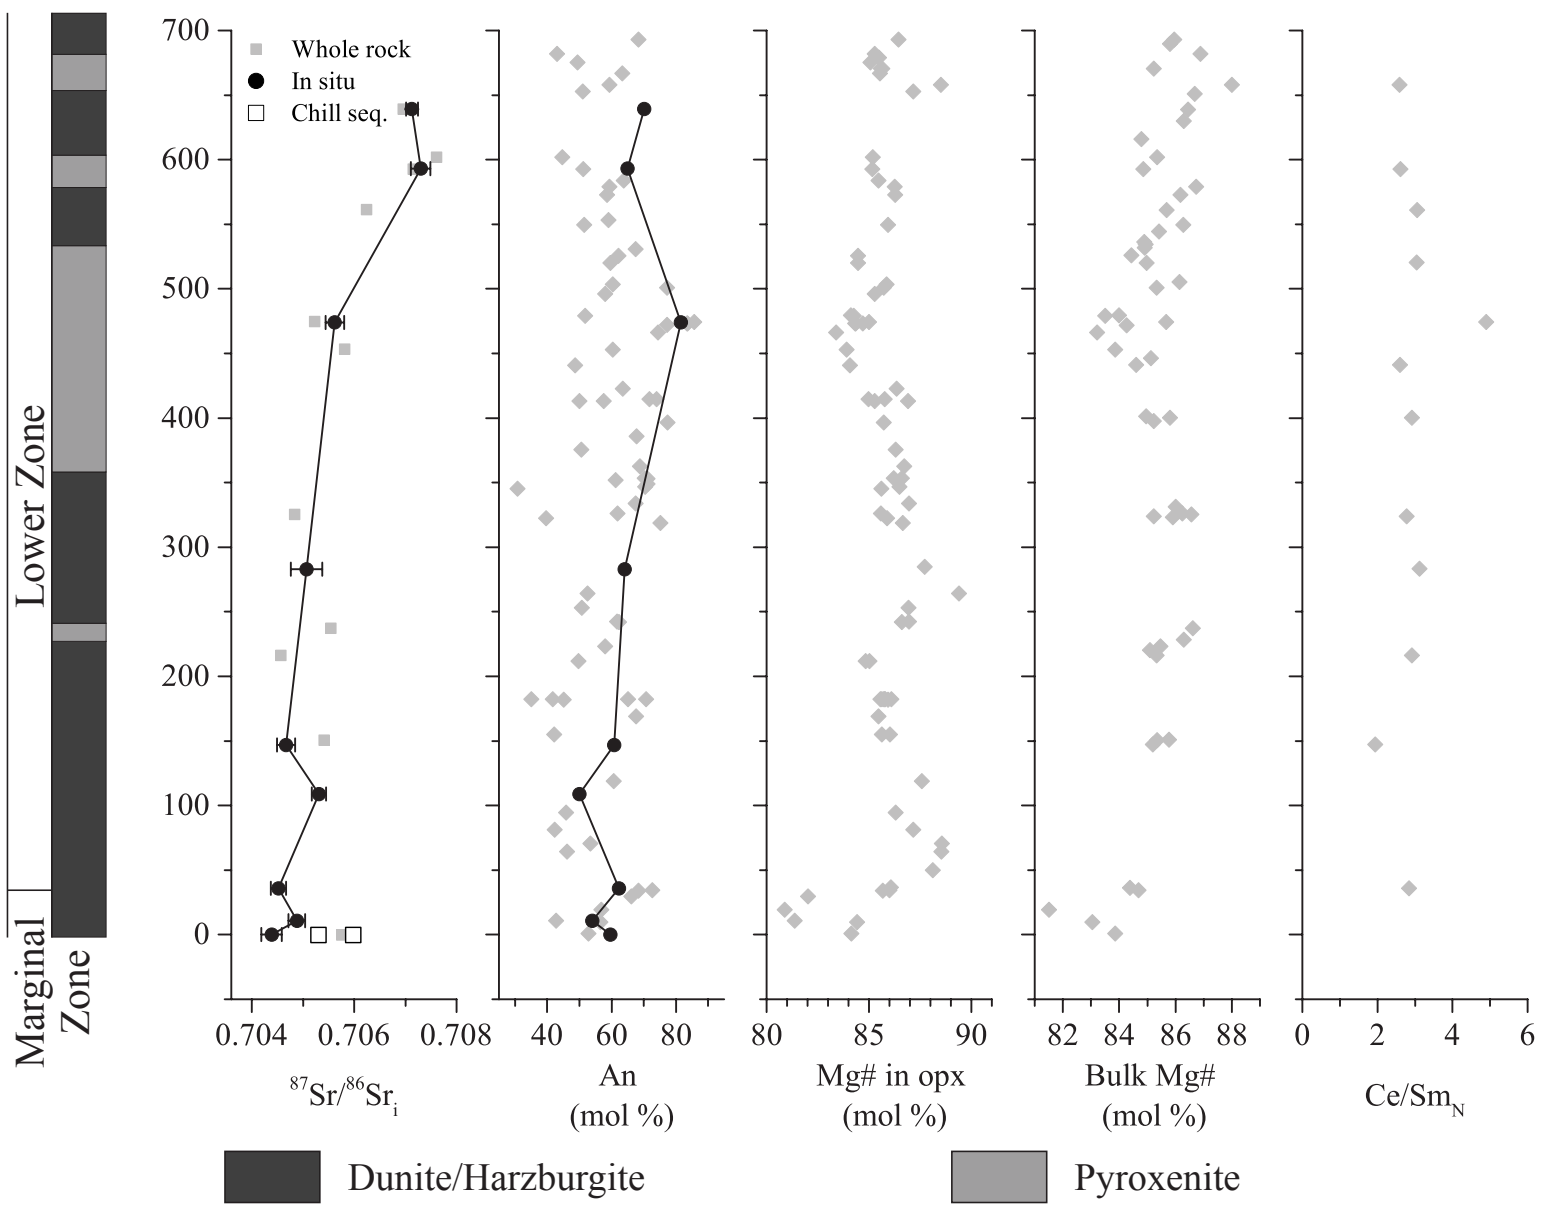 Whole rock
In situ
Chill seq.
700
600
500
400
300
200
100
0
Lower Zone
Marginal
Zone
0.704 0.706 0.708
40 60 80
80 85 90
82 84 86 88
0 2 4 6
⁸⁷Sr/⁸⁶Srᵢ
An
(mol %)
Mg# in opx
(mol %)
Bulk Mg#
(mol %)
Ce/Sm_N
Dunite/Harzburgite
Pyroxenite